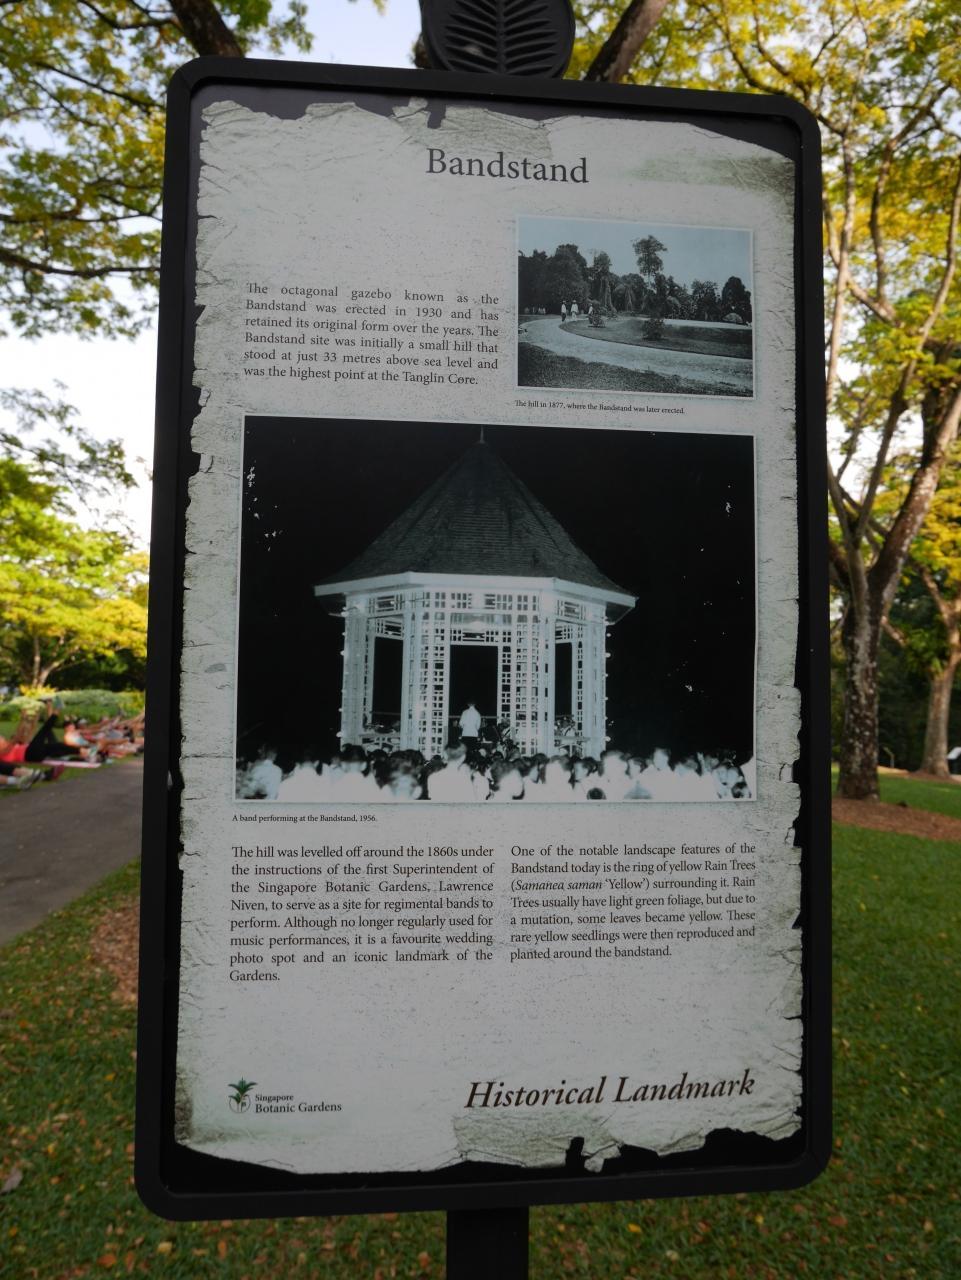 Bandstand
The octagonal gazebo known as the
Bandstand was erected in 1930 and has
retained its original form over the years. The
Bandstand site was initially a small hill that
stood at just 33 metres above sea level and
was the highest point at the Tanglin Core.
The hill in 1877, where the Bandstand was later erected.
A band performing at the Bandstand, 1956.
The hill was levelled off around the 1860s under
the instructions of the first Superintendent of
the Singapore Botanic Gardens, Lawrence
Niven, to serve as a site for regimental bands to
perform. Although no longer regularly used for
music performances, it is a favourite wedding
photo spot and an iconic landmark of the
Gardens.
One of the notable landscape features of the
Bandstand today is the ring of yellow Rain Trees
(Samanea saman 'Yellow') surrounding it. Rain
Trees usually have light green foliage, but due to
a mutation, some leaves became yellow. These
rare yellow seedlings were then reproduced and
planted around the bandstand.
Singapore
Botanic Gardens
Historical Landmark